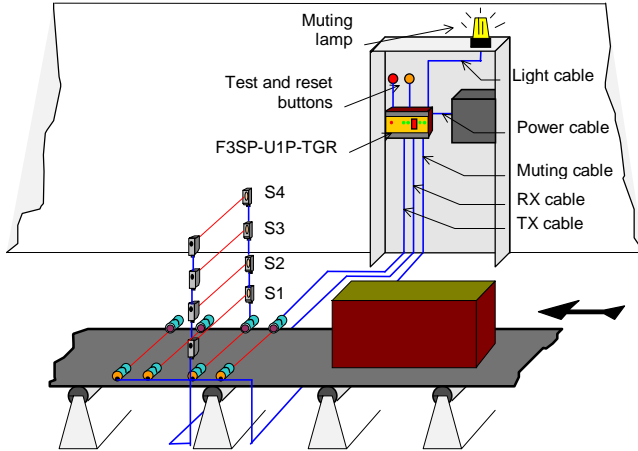 Muting
lamp
Light cable
Test and reset
buttons
Power cable
F3SP-U1P-TGR
Muting cable
RX cable
TX cable
S4
S3
S2
S1